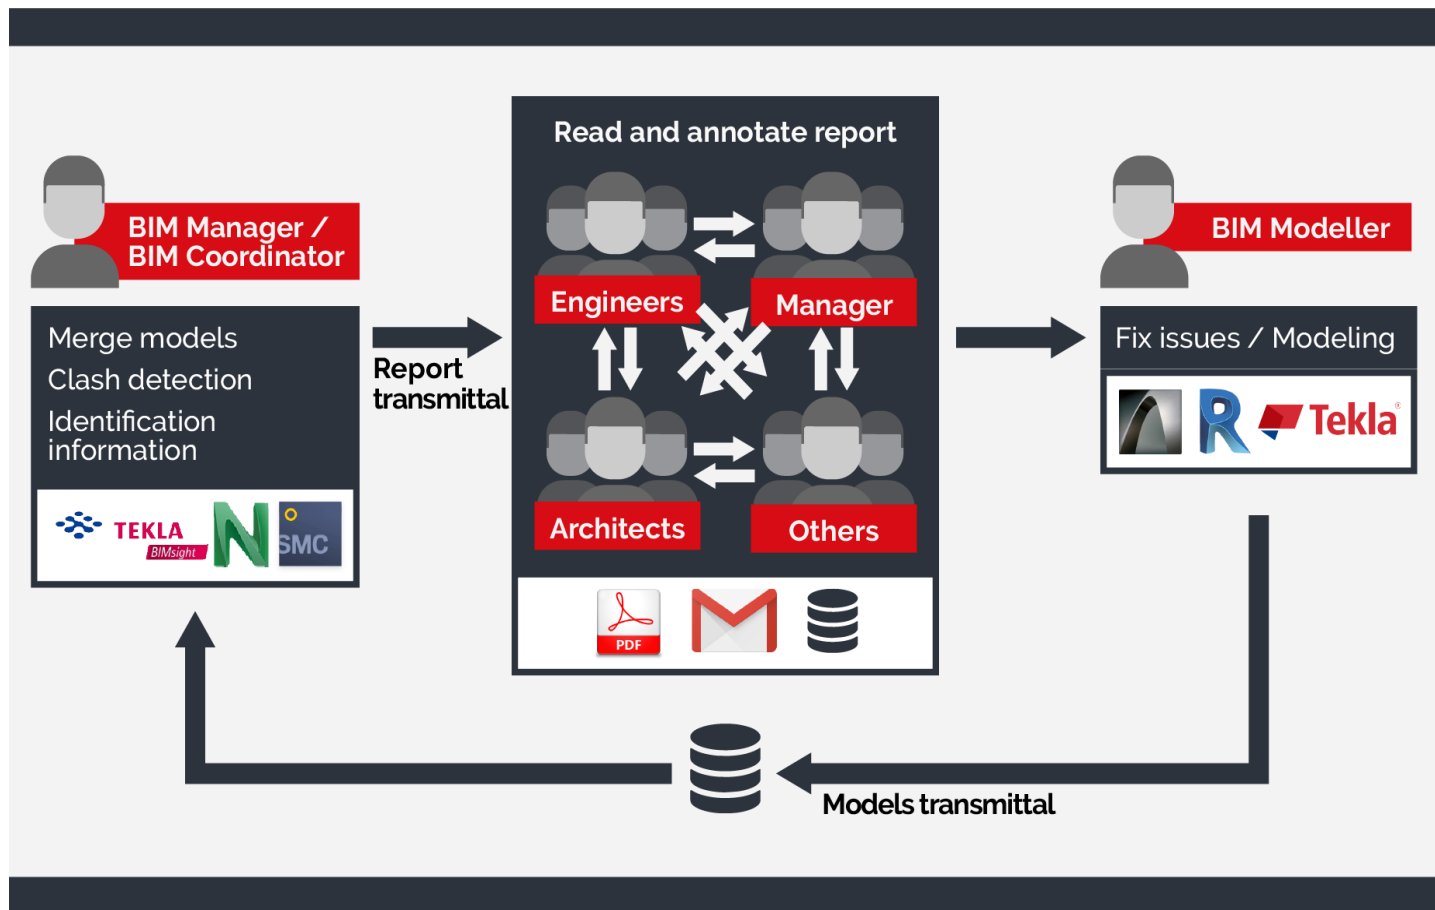 Read and annotate report
BIM Manager /
BIM Coordinator
Merge models
Clash detection
Identification
information
TEKLA
BIMsight
N
SMC
Report
transmittal
Engineers
Manager
Architects
Others
PDF
BIM Modeller
Fix issues / Modeling
R
Tekla®
Models transmittal